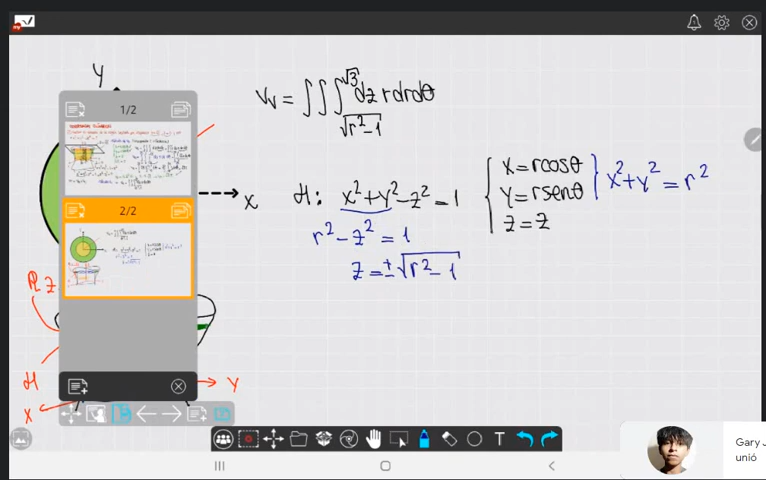 Y
1/2
2/2
V_V = ∫∫∫_{√(r²-1)}^{√3} dz r dr dθ
x
H: x²+y²-z²=1
r²-z²=1
z=±√(r²-1)
{ x=rcosθ
y=rsenθ
z=z
} x²+y²=r²
z
H
Y
X
T
Gary J
unió